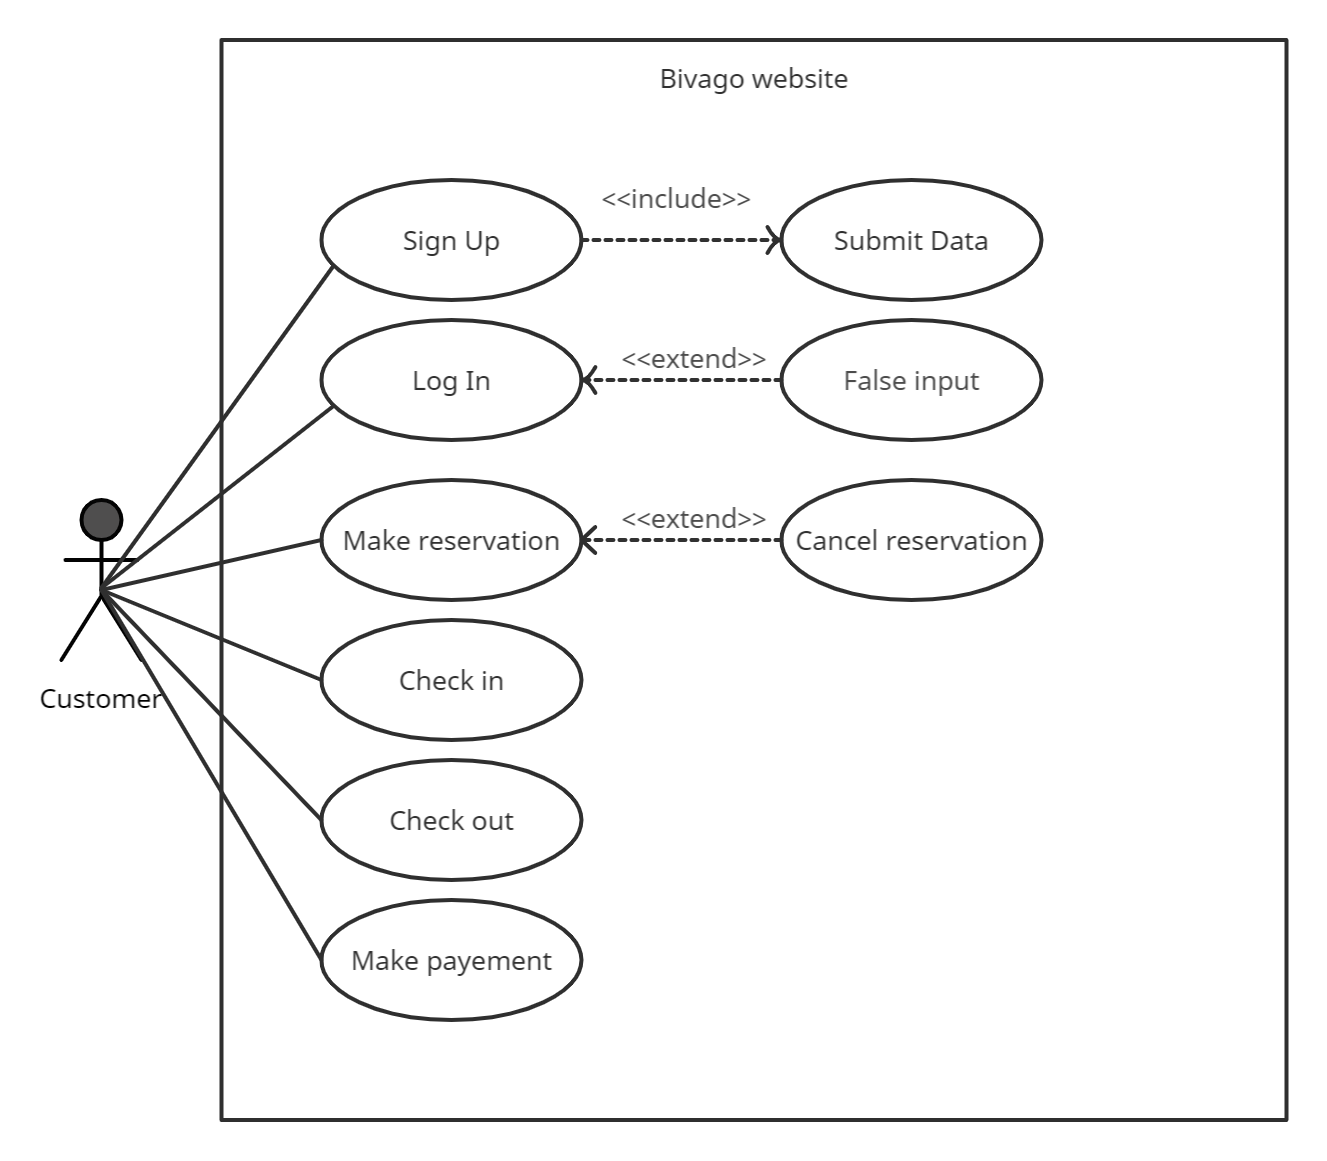 Bivago website
<<include>>
Sign Up
Submit Data
<<extend>>
Log In
False input
<<extend>>
Make reservation
Cancel reservation
Check in
Customer
Check out
Make payement